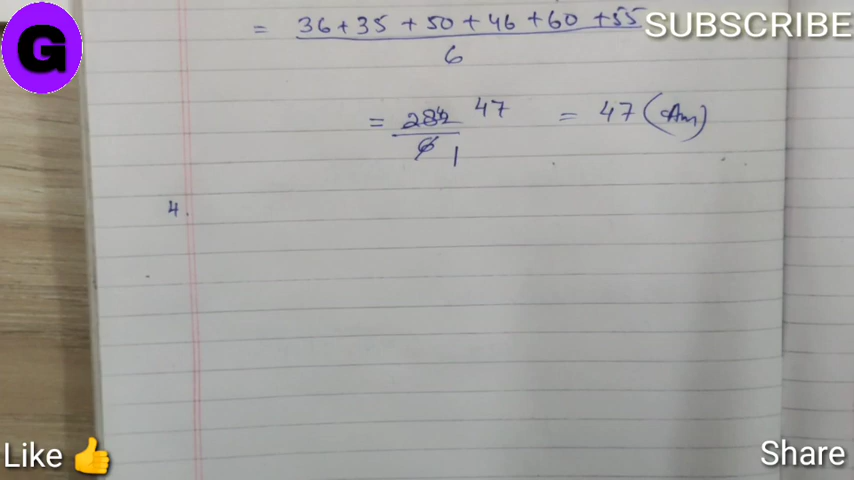 G
SUBSCRIBE
= 36+35+50+46+60+55
6
= 282 47 = 47 (Ans)
6 1
4.
Like 👍
Share